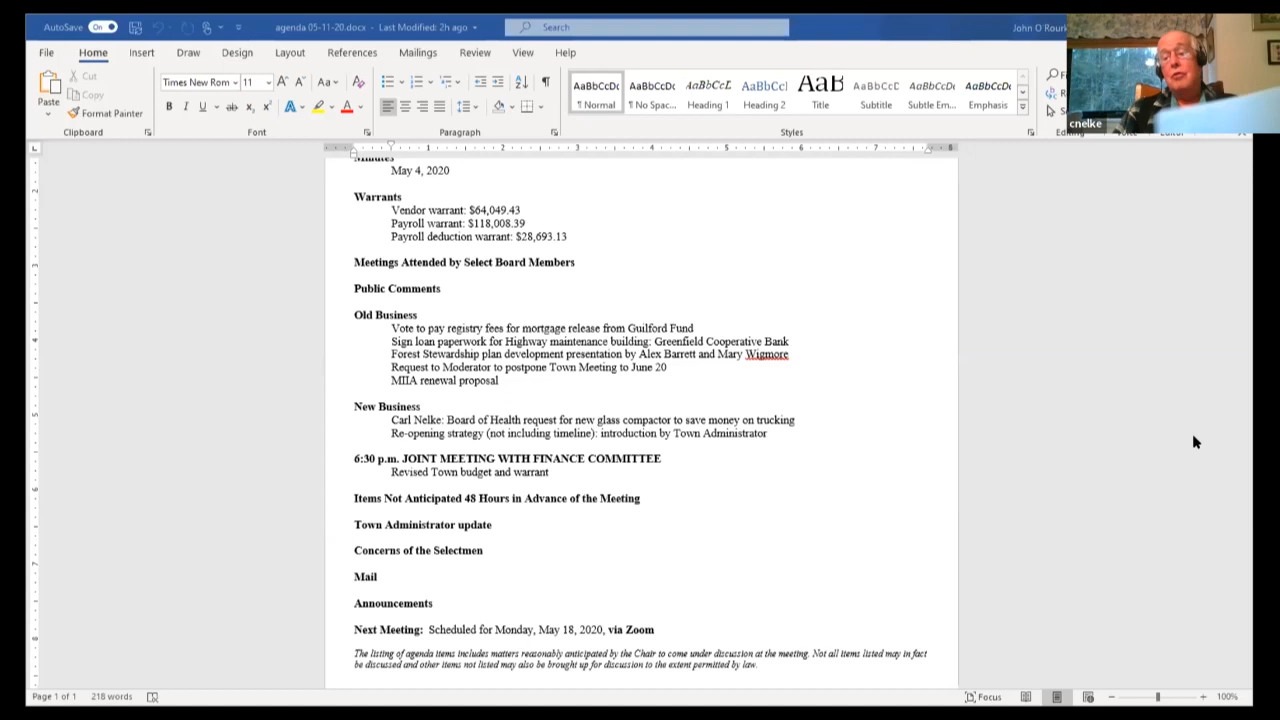 AutoSave On agenda 05-11-20.docx - Last Modified: 2h ago Search John O Rour
File Home Insert Draw Design Layout References Mailings Review View Help
Paste Cut Copy Format Painter
Times New Rom 11
AaBbCcDc AaBbCcDc AaBbCcD AaBbCcI AaB AaBbCcD AaBbCcDc AaBbCcDc
¶ Normal ¶ No Spac... Heading 1 Heading 2 Title Subtitle Subtle Em... Emphasis
cnelke
Clipboard Font Paragraph Styles
Minutes
May 4, 2020
Warrants
Vendor warrant: $64,049.43
Payroll warrant: $118,008.39
Payroll deduction warrant: $28,693.13
Meetings Attended by Select Board Members
Public Comments
Old Business
Vote to pay registry fees for mortgage release from Guilford Fund
Sign loan paperwork for Highway maintenance building: Greenfield Cooperative Bank
Forest Stewardship plan development presentation by Alex Barrett and Mary Wigmore
Request to Moderator to postpone Town Meeting to June 20
MIIA renewal proposal
New Business
Carl Nelke: Board of Health request for new glass compactor to save money on trucking
Re-opening strategy (not including timeline): introduction by Town Administrator
6:30 p.m. JOINT MEETING WITH FINANCE COMMITTEE
Revised Town budget and warrant
Items Not Anticipated 48 Hours in Advance of the Meeting
Town Administrator update
Concerns of the Selectmen
Mail
Announcements
Next Meeting: Scheduled for Monday, May 18, 2020, via Zoom
The listing of agenda items includes matters reasonably anticipated by the Chair to come under discussion at the meeting. Not all items listed may in fact
be discussed and other items not listed may also be brought up for discussion to the extent permitted by law.
Page 1 of 1 218 words Focus 100%